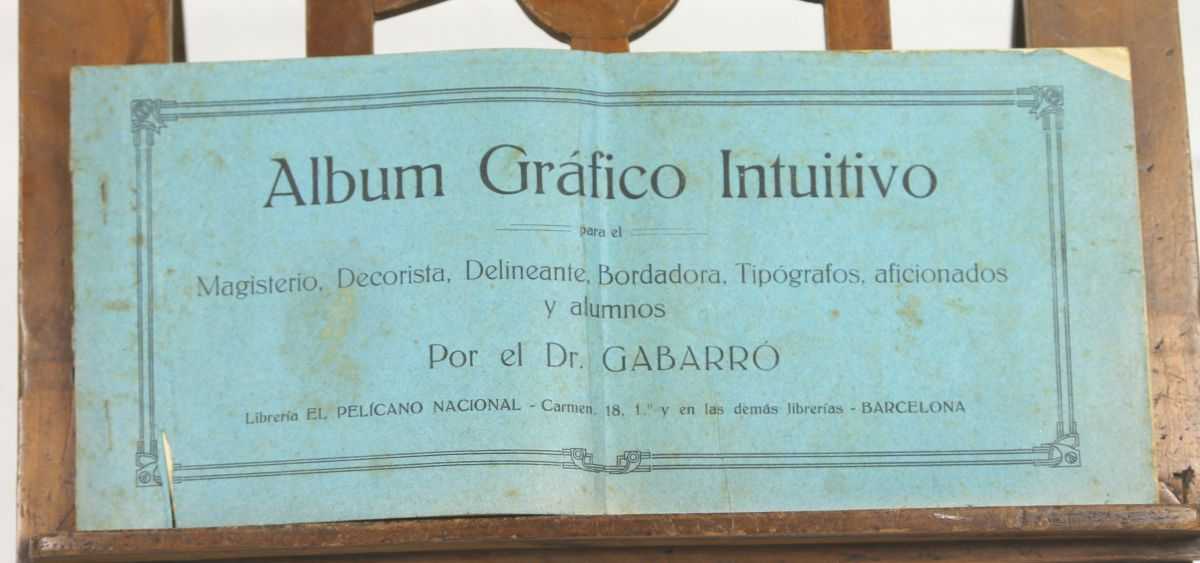 Album Gráfico Intuitivo
para el
Magisterio, Decorista, Delineante, Bordadora, Tipógrafos, aficionados
y alumnos
Por el Dr. GABARRÓ
Librería EL PELÍCANO NACIONAL - Carmen, 18, 1.º y en las demás librerías - BARCELONA